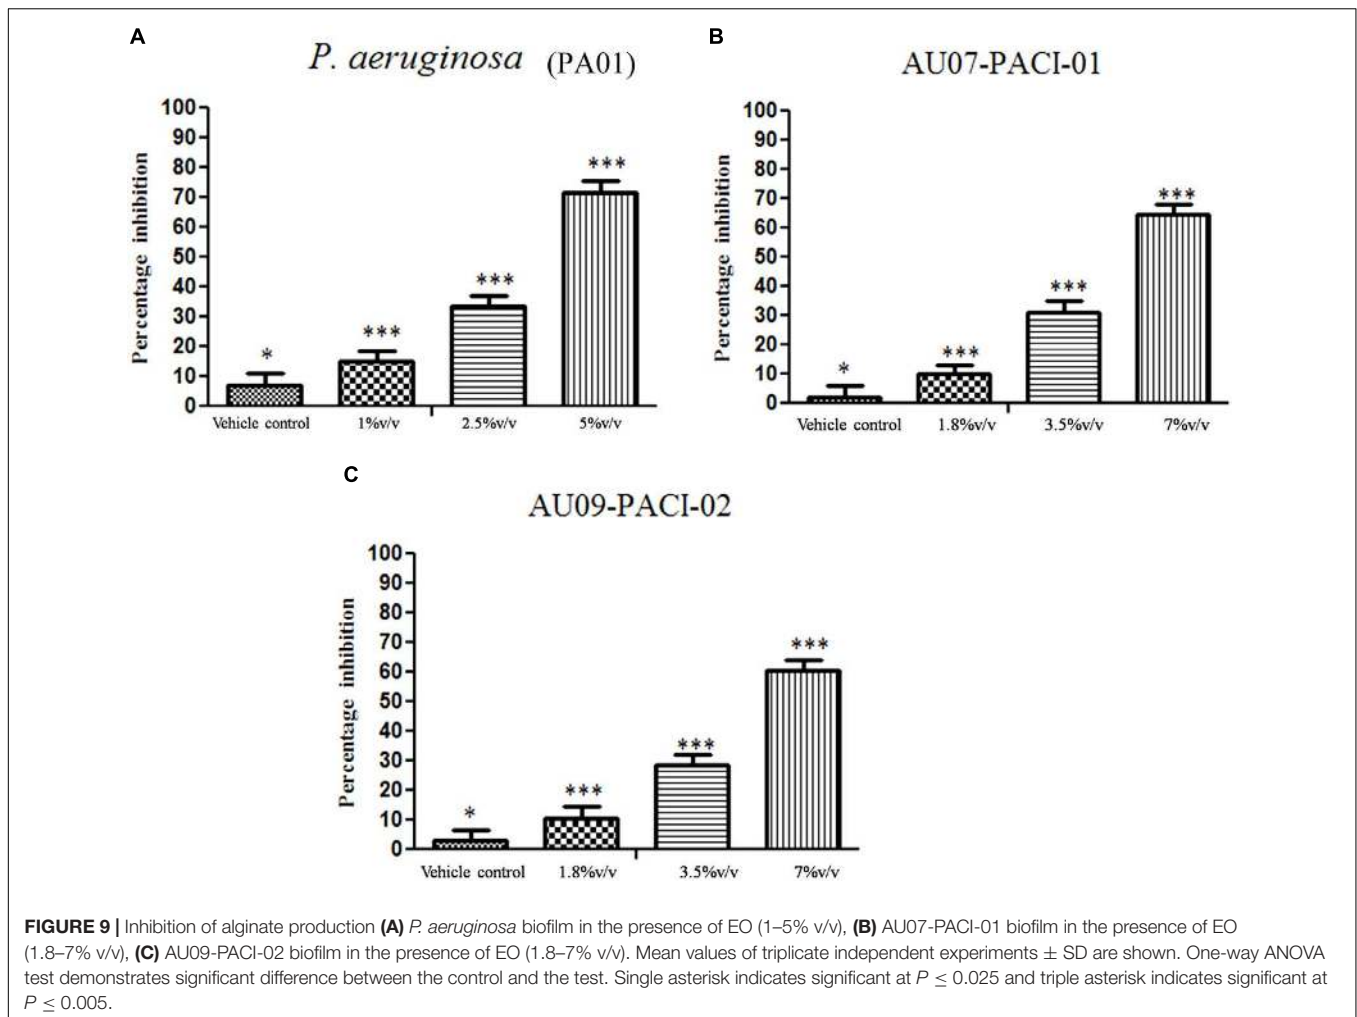 A
P. aeruginosa (PA01)
Percentage inhibition
100
90
80
70
60
50
40
30
20
10
0
*
***
***
***
Vehicle control 1%v/v 2.5%v/v 5%v/v
B
AU07-PACI-01
Percentage inhibition
100
90
80
70
60
50
40
30
20
10
0
*
***
***
***
Vehicle control 1.8%v/v 3.5%v/v 7%v/v
C
AU09-PACI-02
Percentage inhibition
100
90
80
70
60
50
40
30
20
10
0
*
***
***
***
Vehicle control 1.8%v/v 3.5%v/v 7%v/v
FIGURE 9 | Inhibition of alginate production (A) P. aeruginosa biofilm in the presence of EO (1–5% v/v), (B) AU07-PACI-01 biofilm in the presence of EO
(1.8–7% v/v), (C) AU09-PACI-02 biofilm in the presence of EO (1.8–7% v/v). Mean values of triplicate independent experiments ± SD are shown. One-way ANOVA
test demonstrates significant difference between the control and the test. Single asterisk indicates significant at P ≤ 0.025 and triple asterisk indicates significant at
P ≤ 0.005.